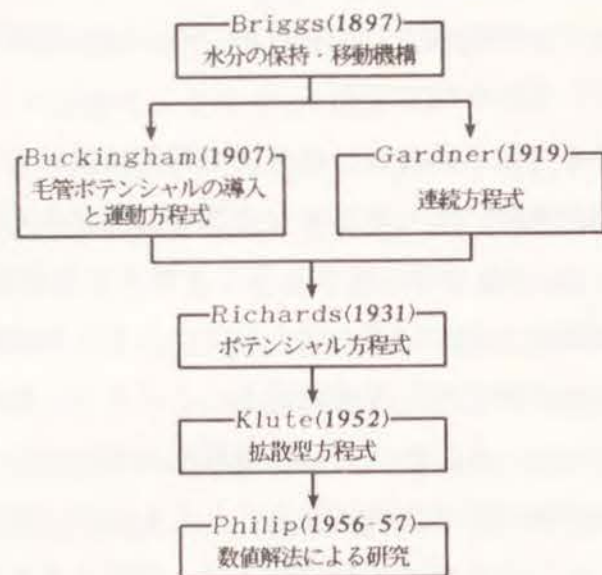 Briggs(1897)
水分の保持・移動機構
Buckingham(1907)
毛管ポテンシャルの導入
と運動方程式
Gardner(1919)
連続方程式
Richards(1931)
ポテンシャル方程式
Klute(1952)
拡散型方程式
Philip(1956-57)
数値解法による研究